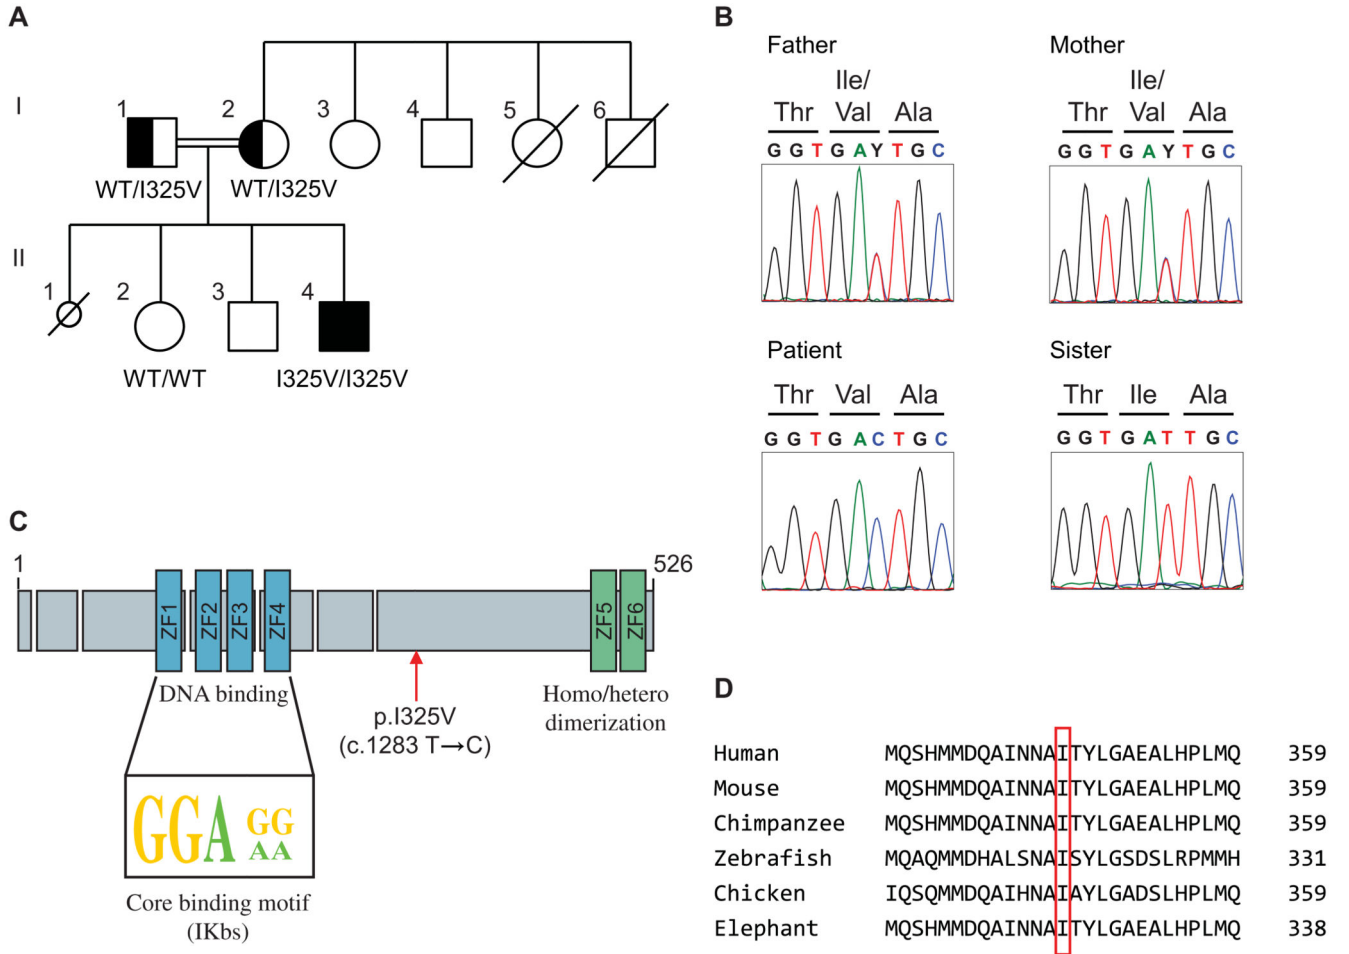 A
I
1
2
3
4
5
6
WT/I325V
WT/I325V
II
1
2
3
4
WT/WT
I325V/I325V
B
Father
Ile/
Thr Val Ala
G G T G A Y T G C
Mother
Ile/
Thr Val Ala
G G T G A Y T G C
Patient
Thr Val Ala
G G T G A C T G C
Sister
Thr Ile Ala
G G T G A T T G C
C
1
526
ZF1
ZF2
ZF3
ZF4
ZF5
ZF6
DNA binding
Homo/hetero
dimerization
p.I325V
(c.1283 T→C)
GGA GG
AA
Core binding motif
(IKbs)
D
Human MQSHMMDQAINNAITYLGAEALHPLMQ 359
Mouse MQSHMMDQAINNAITYLGAEALHPLMQ 359
Chimpanzee MQSHMMDQAINNAITYLGAEALHPLMQ 359
Zebrafish MQAQMMDHALSNAISYLGSDSLRPMMH 331
Chicken IQSQMMDQAIHNAIAYLGADSLHPLMQ 359
Elephant MQSHMMDQAINNAITYLGAEALHPLMQ 338